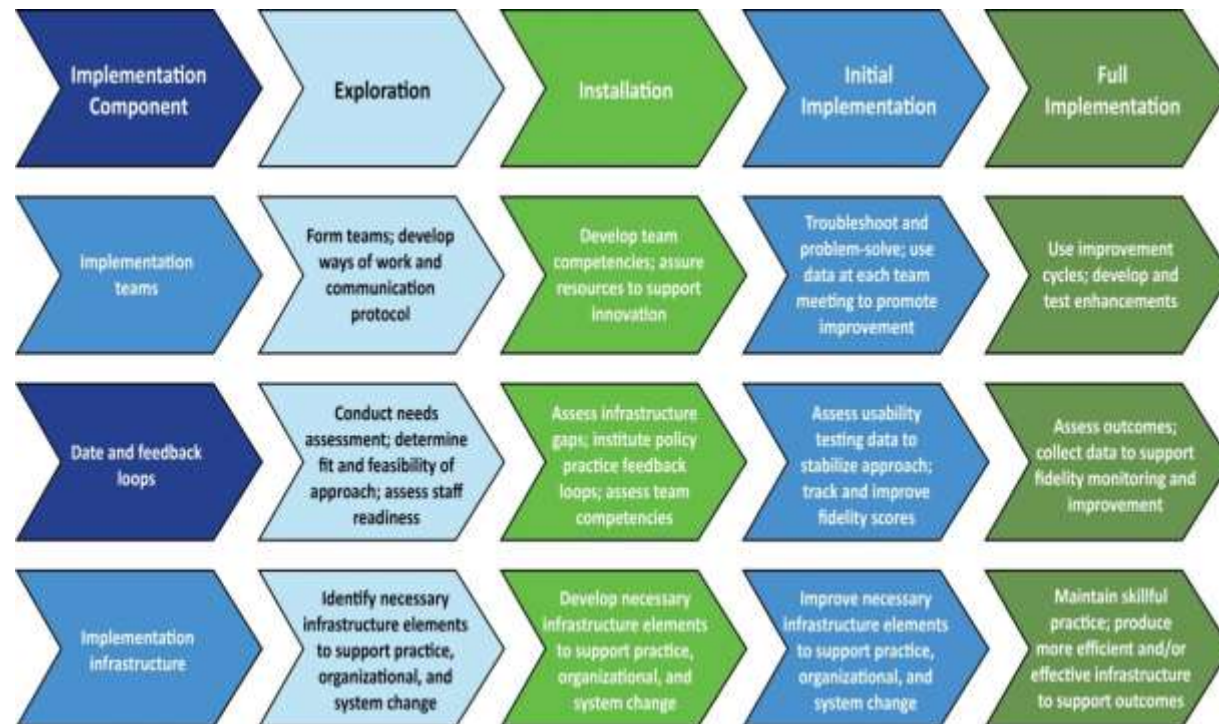 Implementation
Component
Exploration
Installation
Initial
Implementation
Full
Implementation
Implementation
teams
Form teams; develop
ways of work and
communication
protocol
Develop team
competencies; assure
resources to support
innovation
Troubleshoot and
problem-solve; use
data at each team
meeting to promote
improvement
Use improvement
cycles; develop and
test enhancements
Date and feedback
loops
Conduct needs
assessment; determine
fit and feasibility of
approach; assess staff
readiness
Assess infrastructure
gaps; institute policy
practice feedback
loops; assess team
competencies
Assess usability
testing data to
stabilize approach;
track and improve
fidelity scores
Assess outcomes;
collect data to support
fidelity monitoring and
improvement
Implementation
infrastructure
Identify necessary
infrastructure elements
to support practice,
organizational, and
system change
Develop necessary
infrastructure elements
to support practice,
organizational, and
system change
Improve necessary
infrastructure elements
to support practice,
organizational, and
system change
Maintain skillful
practice; produce
more efficient and/or
effective infrastructure
to support outcomes